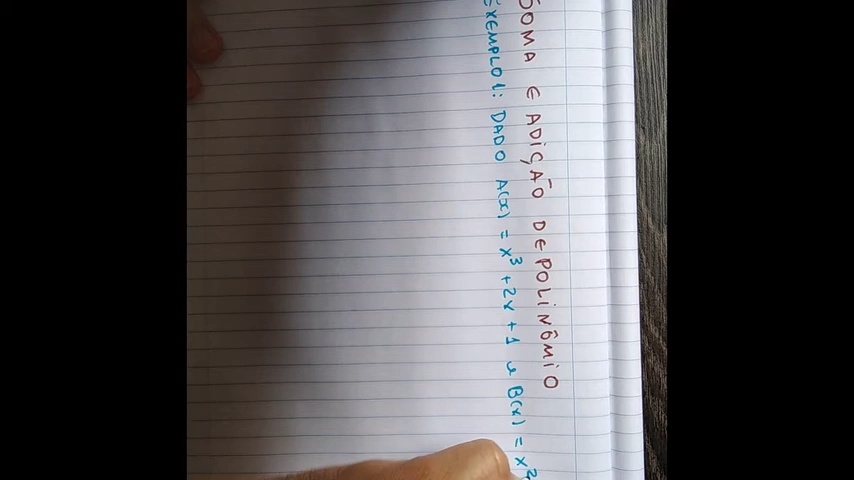 SOMA E ADIÇÃO DE POLINÔMIO
EXEMPLO 1: DADO A(x) = x³ + 2x + 1 e B(x) = x²